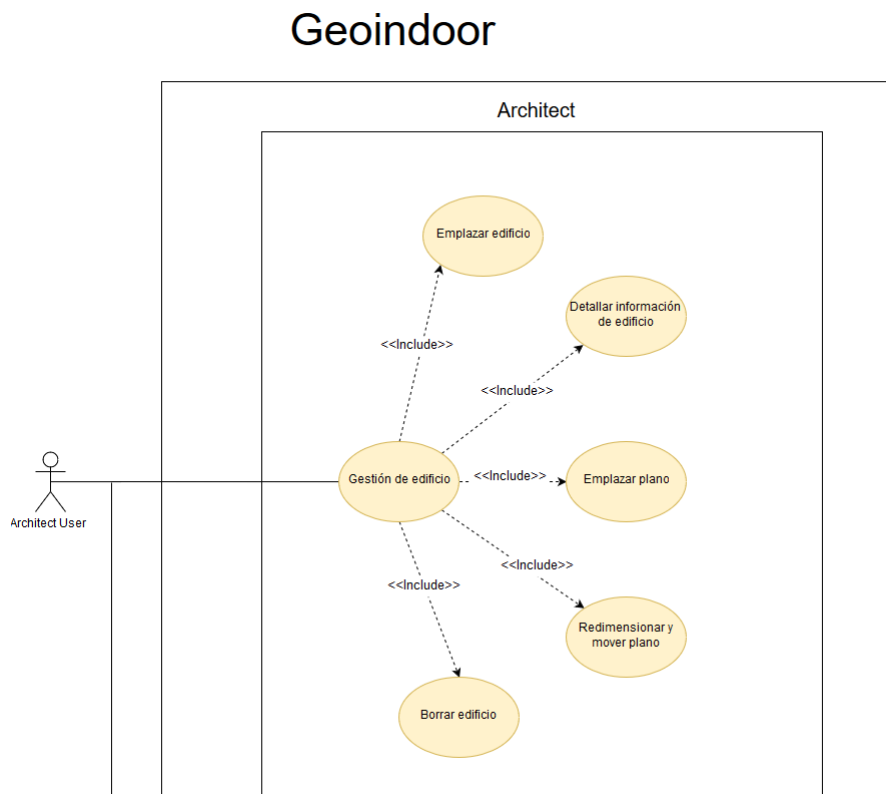 Geoindoor
Architect
Emplazar edificio
Detallar información
de edificio
<<Include>>
<<Include>>
Gestión de edificio
<<Include>>
Emplazar plano
Architect User
<<Include>>
<<Include>>
Redimensionar y
mover plano
Borrar edificio